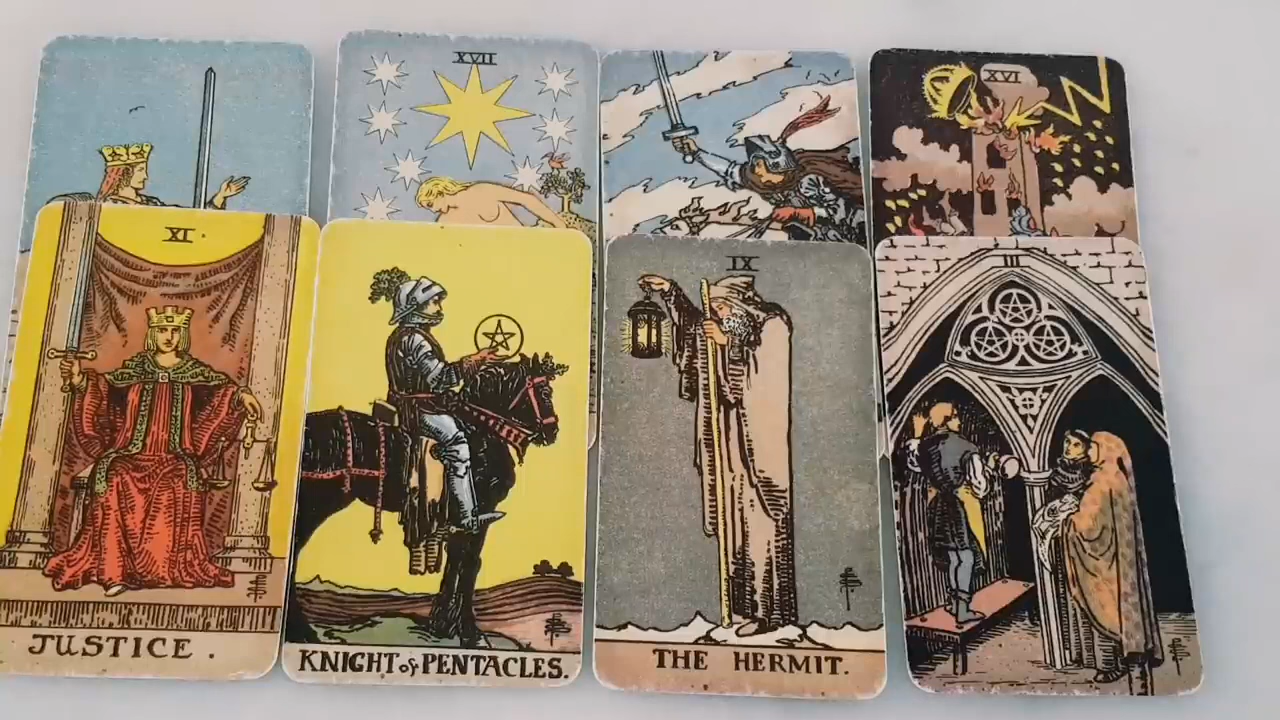 XVII
XVI
XI.
IX
III
JUSTICE.
KNIGHT of PENTACLES.
THE HERMIT.